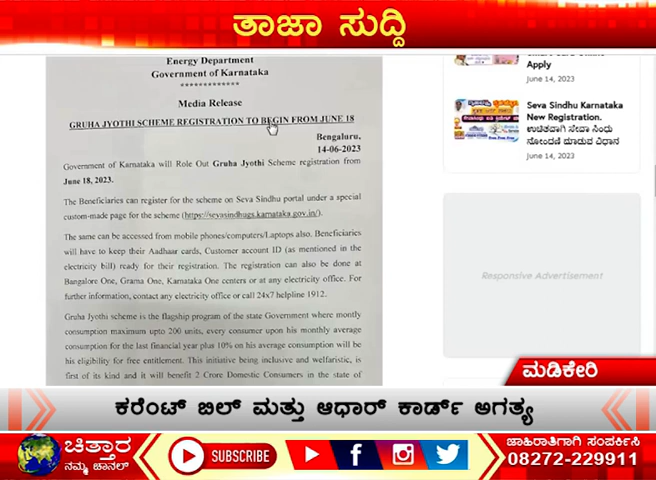 ತಾಜಾ ಸುದ್ದಿ
Energy Department
Government of Karnataka
*************
Media Release
GRUHA JYOTHI SCHEME REGISTRATION TO BEGIN FROM JUNE 18
Bengaluru,
14-06-2023
Government of Karnataka will Role Out Gruha Jyothi Scheme registration from
June 18, 2023.
The Beneficiaries can register for the scheme on Seva Sindhu portal under a special
custom-made page for the scheme (https://sevasindhugs.karnataka.gov.in/).
The same can be accessed from mobile phones/computers/Laptops also. Beneficiaries
will have to keep their Aadhaar cards, Customer account ID (as mentioned in the
electricity bill) ready for their registration. The registration can also be done at
Bangalore One, Grama One, Karnataka One centers or at any electricity office. For
further information, contact any electricity office or call 24x7 helpline 1912.
Gruha Jyothi scheme is the flagship program of the state Government where montly
consumption maximum upto 200 units, every consumer upon his monthly average
consumption for the last financial year plus 10% on his average consumption will be
his eligibility for free entitlement. This initiative being inclusive and welfaristic, is
first of its kind and it will benefit 2 Crore Domestic Consumers in the state of
Apply
June 14, 2023
Seva Sindhu Karnataka
New Registration.
ಉಚಿತವಾಗಿ ಸೇವಾ ಸಿಂಧು
ನೋಂದಣಿ ಮಾಡುವ ವಿಧಾನ
June 14, 2023
Responsive Advertisement
ಮಡಿಕೇರಿ
ಕರೆಂಟ್ ಬಿಲ್ ಮತ್ತು ಆಧಾರ್ ಕಾರ್ಡ್ ಅಗತ್ಯ
ಚಿತ್ತಾರ
ನಮ್ಮ ಚಾನಲ್
SUBSCRIBE
ಜಾಹಿರಾತಿಗಾಗಿ ಸಂಪರ್ಕಿಸಿ
08272-229911